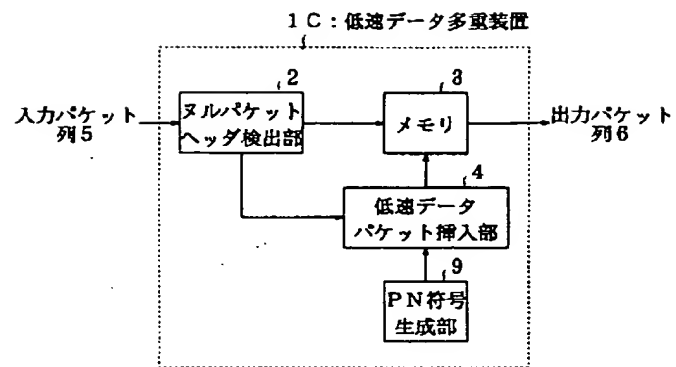 1C:低速データ多重装置
2
ヌルパケット
ヘッダ検出部
3
メモリ
入力パケット
列5
出力パケット
列6
4
低速データ
パケット挿入部
9
PN符号
生成部